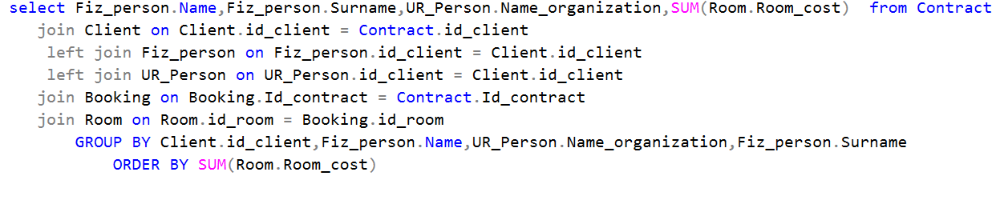 select Fiz_person.Name,Fiz_person.Surname,UR_Person.Name_organization,SUM(Room.Room_cost)  from Contract
join Client on Client.id_client = Contract.id_client
left join Fiz_person on Fiz_person.id_client = Client.id_client
left join UR_Person on UR_Person.id_client = Client.id_client
join Booking on Booking.Id_contract = Contract.Id_contract
join Room on Room.id_room = Booking.id_room
GROUP BY Client.id_client,Fiz_person.Name,UR_Person.Name_organization,Fiz_person.Surname
ORDER BY SUM(Room.Room_cost)